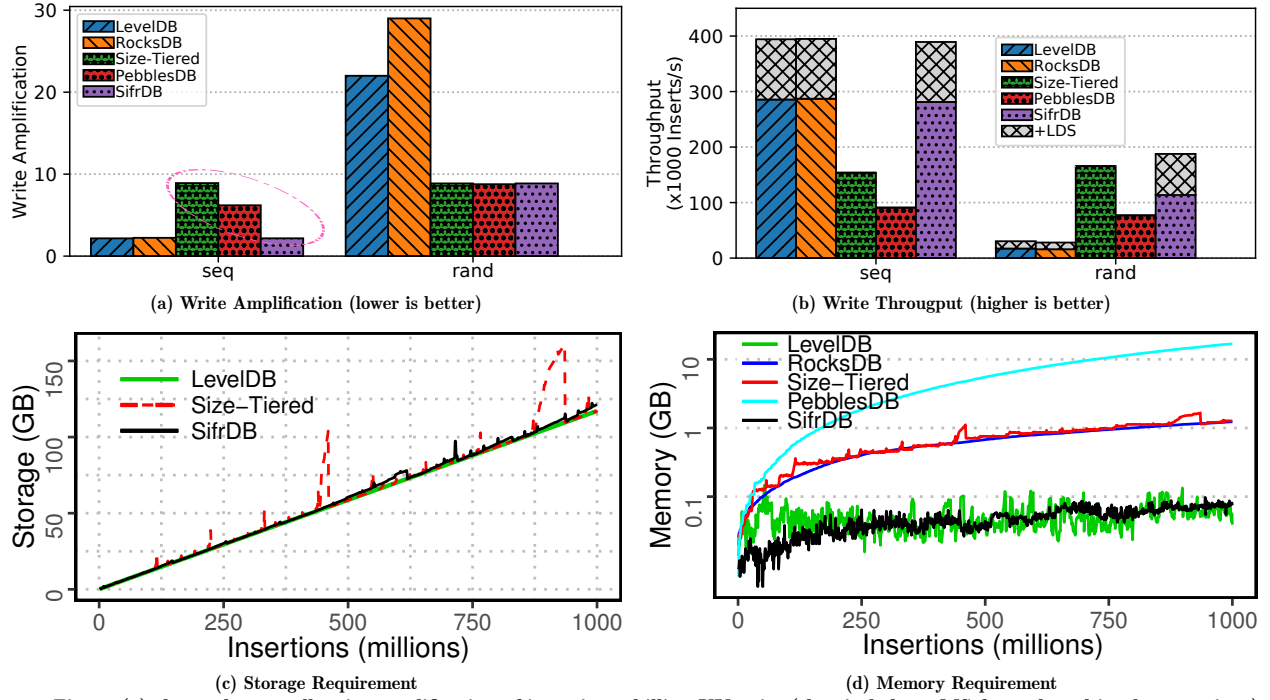 Write Amplification
30
20
10
0
LevelDB
RocksDB
Size-Tiered
PebblesDB
SifrDB
seq
rand
(a) Write Amplification (lower is better)
Throughput
(x1000 Inserts/s)
400
300
200
100
0
LevelDB
RocksDB
Size-Tiered
PebblesDB
SifrDB
+LDS
seq
rand
(b) Write Througput (higher is better)
Storage (GB)
150
100
50
0
LevelDB
Size-Tiered
SifrDB
0 250 500 750 1000
Insertions (millions)
(c) Storage Requirement
Memory (GB)
10
1
0.1
LevelDB
RocksDB
Size-Tiered
PebblesDB
SifrDB
0 250 500 750 1000
Insertions (millions)
(d) Memory Requirement